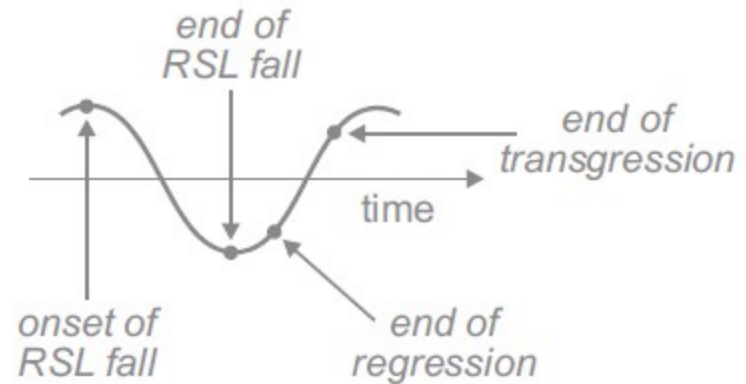 end of
RSL fall
end of
transgression
time
onset of
RSL fall
end of
regression